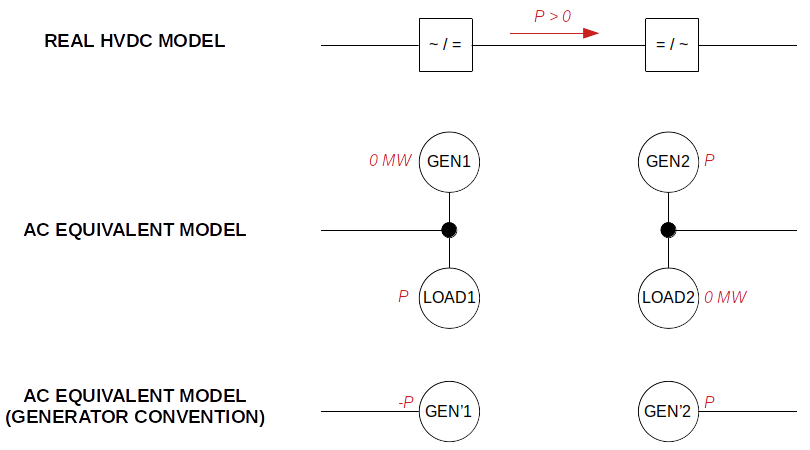 P > 0
REAL HVDC MODEL
~ / =
= / ~
0 MW
GEN1
GEN2
P
AC EQUIVALENT MODEL
P
LOAD1
LOAD2
0 MW
AC EQUIVALENT MODEL
(GENERATOR CONVENTION)
-P
GEN'1
GEN'2
P